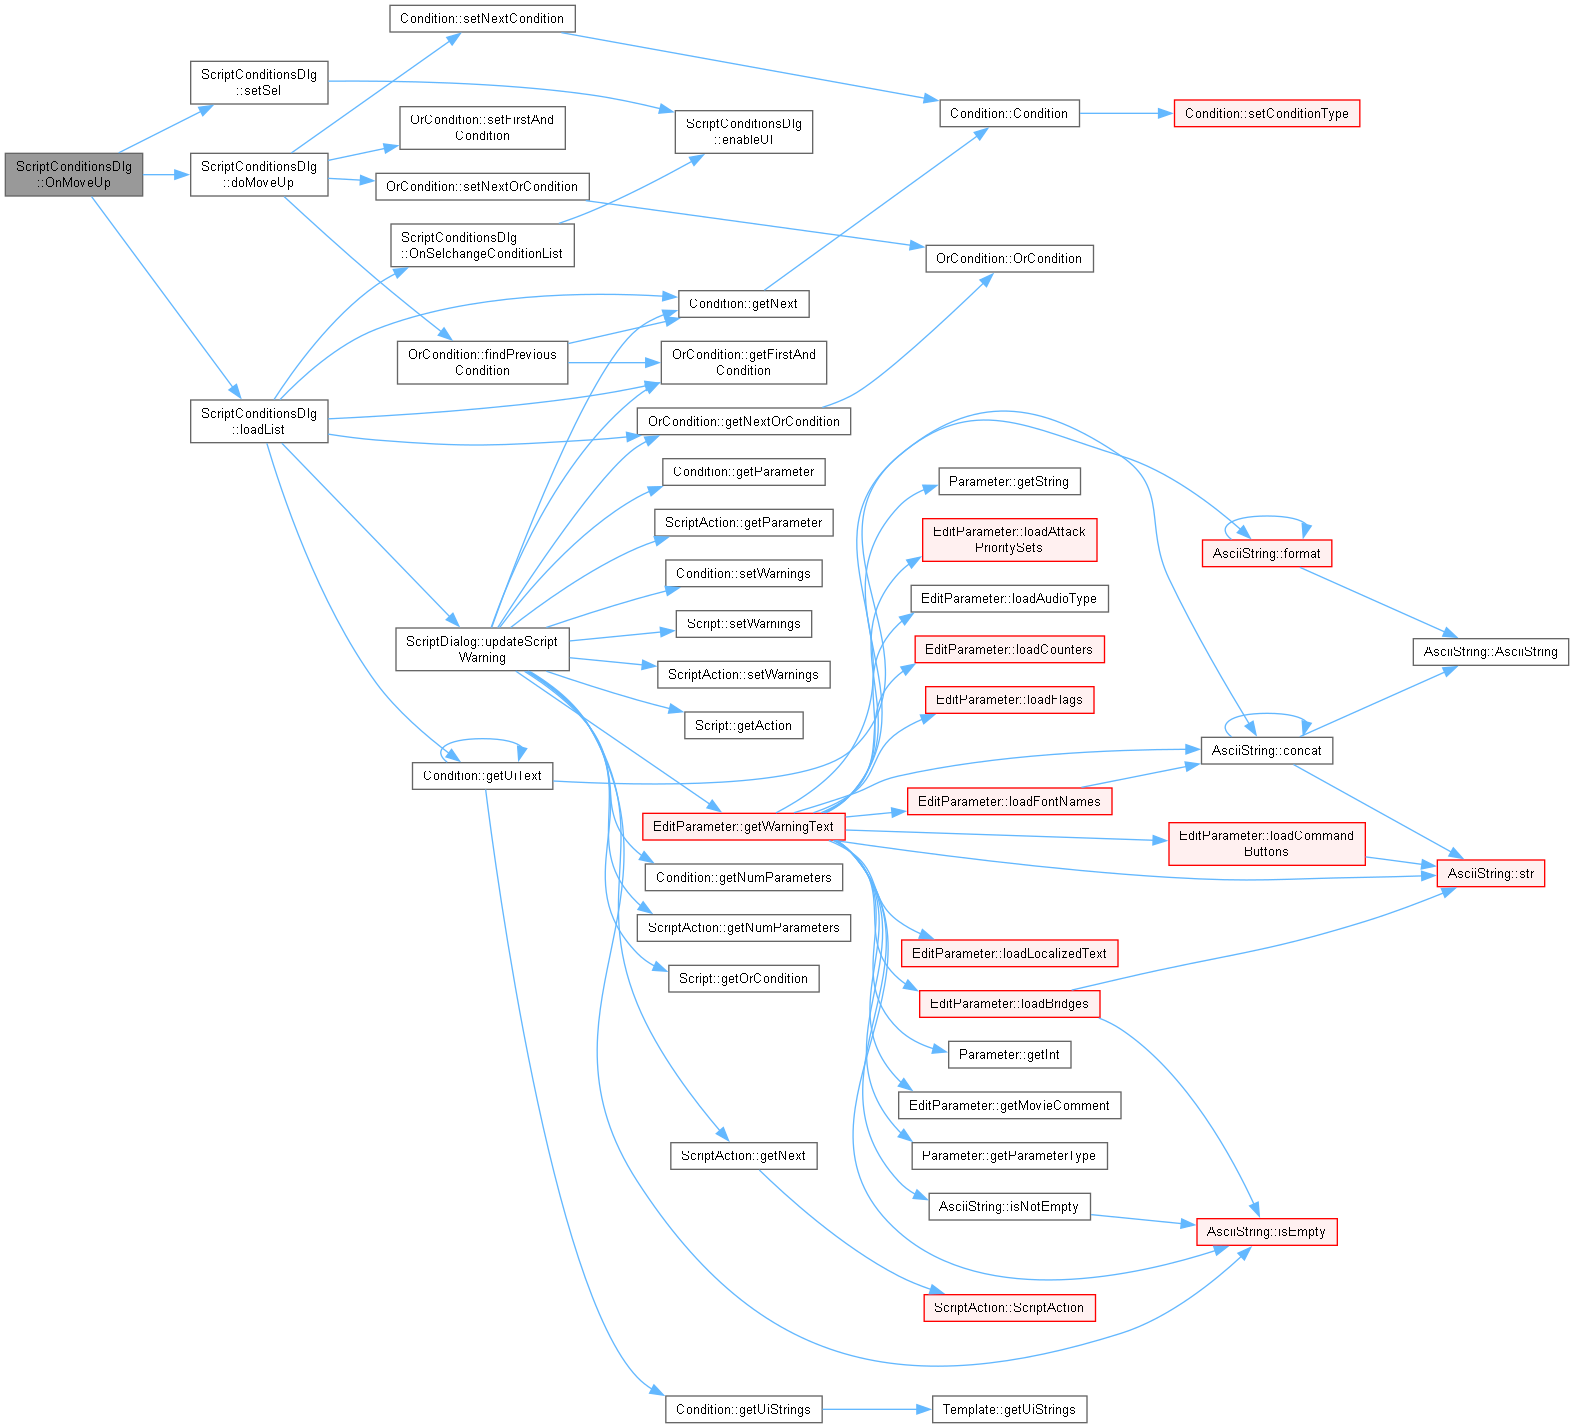 Condition::setNextCondition
ScriptConditionsDlg
::setSel
OrCondition::setFirstAnd
Condition
Condition::Condition
Condition::setConditionType
ScriptConditionsDlg
::enableUI
ScriptConditionsDlg
::OnMoveUp
ScriptConditionsDlg
::doMoveUp
OrCondition::setNextOrCondition
ScriptConditionsDlg
::OnSelchangeConditionList
OrCondition::OrCondition
Condition::getNext
OrCondition::findPrevious
Condition
OrCondition::getFirstAnd
Condition
ScriptConditionsDlg
::loadList
OrCondition::getNextOrCondition
Condition::getParameter
Parameter::getString
ScriptAction::getParameter
EditParameter::loadAttack
PrioritySets
AsciiString::format
Condition::setWarnings
EditParameter::loadAudioType
Script::setWarnings
ScriptDialog::updateScript
Warning
EditParameter::loadCounters
AsciiString::AsciiString
ScriptAction::setWarnings
EditParameter::loadFlags
Script::getAction
AsciiString::concat
Condition::getUiText
EditParameter::loadFontNames
EditParameter::getWarningText
EditParameter::loadCommand
Buttons
AsciiString::str
Condition::getNumParameters
ScriptAction::getNumParameters
EditParameter::loadLocalizedText
Script::getOrCondition
EditParameter::loadBridges
Parameter::getInt
EditParameter::getMovieComment
ScriptAction::getNext
Parameter::getParameterType
AsciiString::isNotEmpty
AsciiString::isEmpty
ScriptAction::ScriptAction
Condition::getUiStrings
Template::getUiStrings